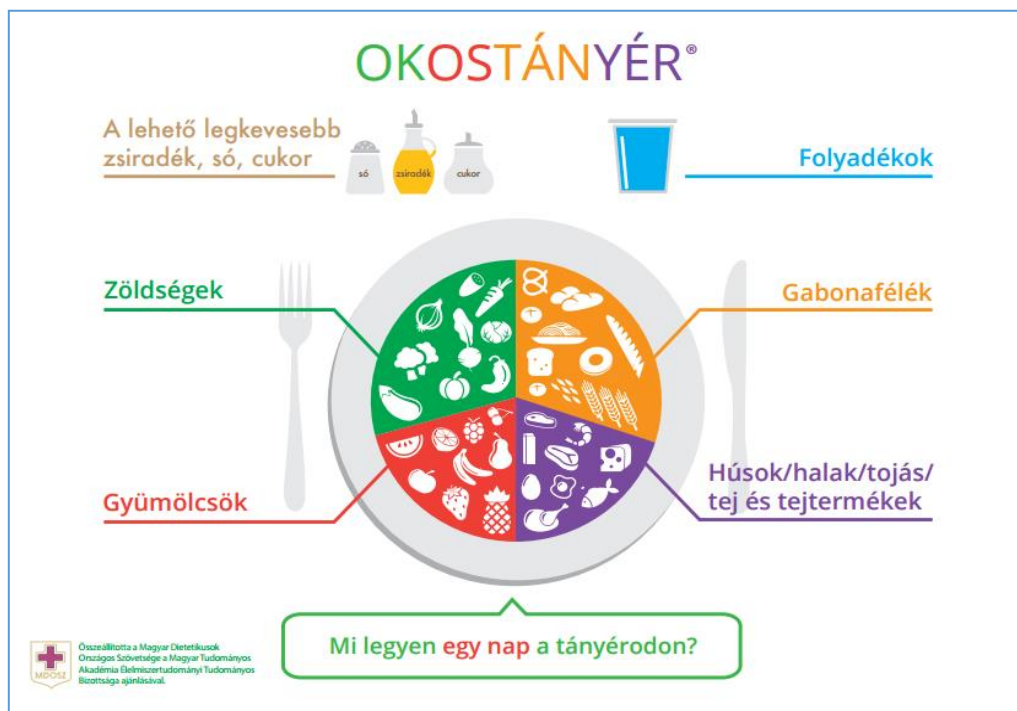 OKOSTÁNYÉR®
A lehető legkevesebb
zsiradék, só, cukor
só
zsiradék
cukor
Folyadékok
Zöldségek
Gabonafélék
Gyümölcsök
Húsok/halak/tojás/
tej és tejtermékek
Mi legyen egy nap a tányérodon?
MDOSZ
Összeállította a Magyar Dietetikusok
Országos Szövetsége a Magyar Tudományos
Akadémia Élelmiszertudományi Tudományos
Bizottsága ajánlásával.